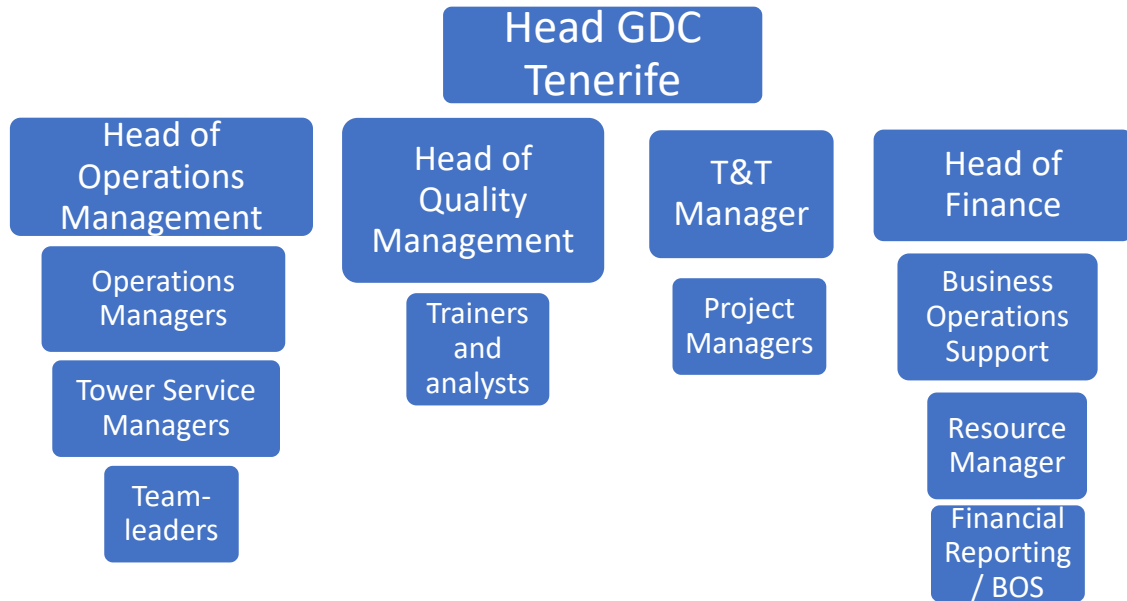 Head GDC
Tenerife
Head of
Operations
Management
Head of
Quality
Management
T&T
Manager
Head of
Finance
Operations
Managers
Trainers
and
analysts
Project
Managers
Business
Operations
Support
Tower Service
Managers
Resource
Manager
Team-
leaders
Financial
Reporting
/ BOS